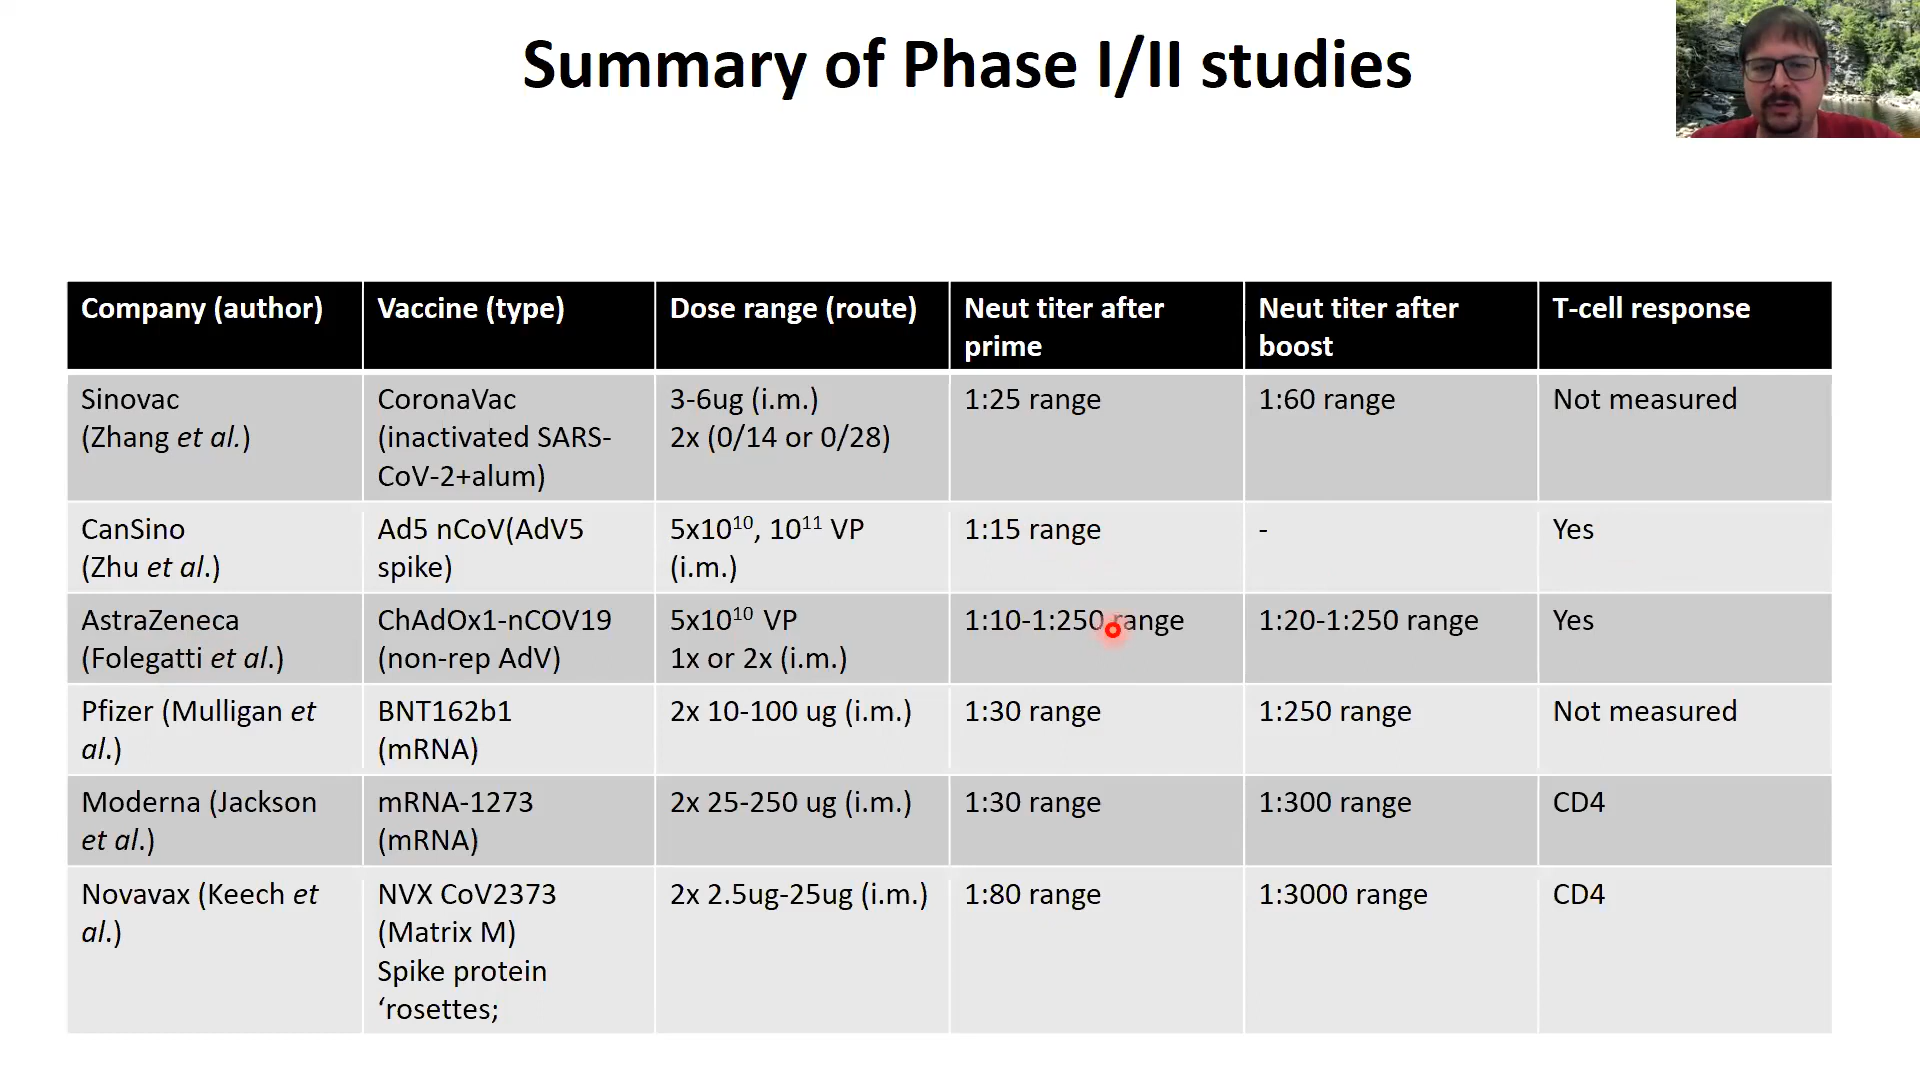 Summary of Phase I/II studies
Company (author)
Vaccine (type)
Dose range (route)
Neut titer after
prime
Neut titer after
boost
T-cell response
Sinovac
(Zhang et al.)
CoronaVac
(inactivated SARS-
CoV-2+alum)
3-6ug (i.m.)
2x (0/14 or 0/28)
1:25 range
1:60 range
Not measured
CanSino
(Zhu et al.)
Ad5 nCoV(AdV5
spike)
5x10¹⁰, 10¹¹ VP
(i.m.)
1:15 range
-
Yes
AstraZeneca
(Folegatti et al.)
ChAdOx1-nCOV19
(non-rep AdV)
5x10¹⁰ VP
1x or 2x (i.m.)
1:10-1:250 range
1:20-1:250 range
Yes
Pfizer (Mulligan et
al.)
BNT162b1
(mRNA)
2x 10-100 ug (i.m.)
1:30 range
1:250 range
Not measured
Moderna (Jackson
et al.)
mRNA-1273
(mRNA)
2x 25-250 ug (i.m.)
1:30 range
1:300 range
CD4
Novavax (Keech et
al.)
NVX CoV2373
(Matrix M)
Spike protein
‘rosettes;
2x 2.5ug-25ug (i.m.)
1:80 range
1:3000 range
CD4